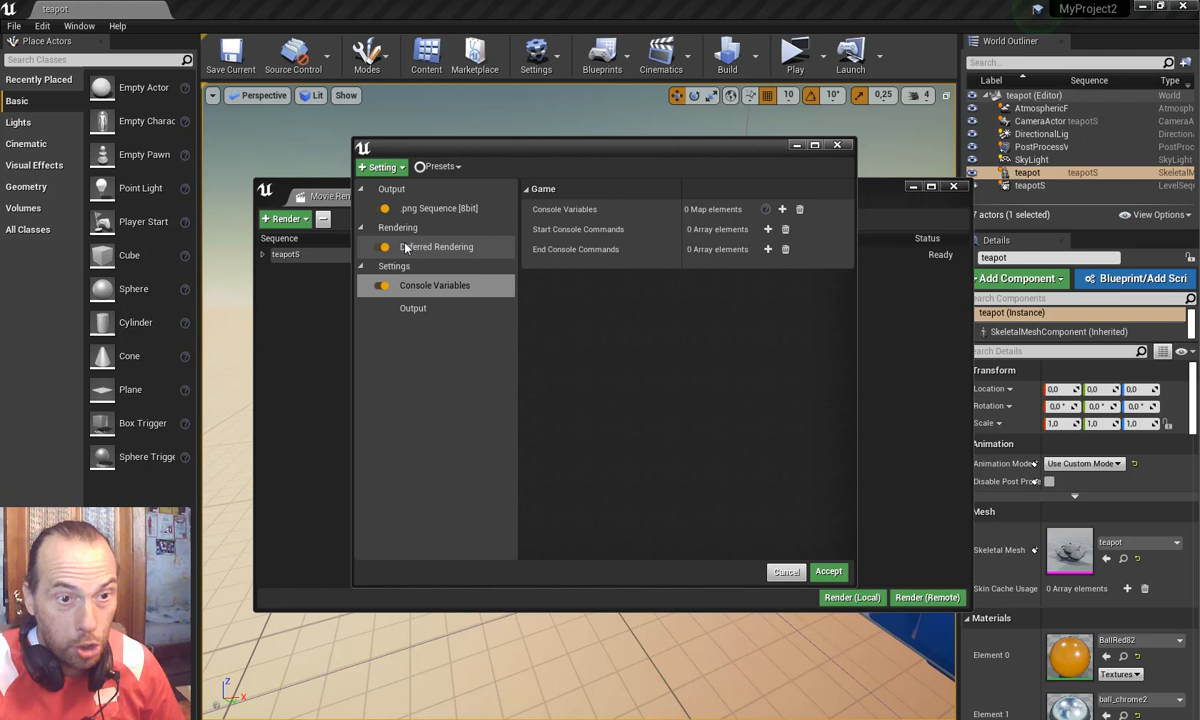 teapot
MyProject2
File Edit Window Help
Place Actors
Search Classes
Recently Placed
Basic
Lights
Cinematic
Visual Effects
Geometry
Volumes
All Classes
Empty Actor
Empty Charac
Empty Pawn
Point Light
Player Start
Cube
Sphere
Cylinder
Cone
Plane
Box Trigger
Sphere Trigge
Save Current
Source Control
Modes
Content
Marketplace
Settings
Blueprints
Cinematics
Build
Play
Launch
Perspective Lit Show
10 10° 0,25 4
Movie Ren
+ Render
Sequence Status
teapotS Ready
Render (Local) Render (Remote)
+ Setting Presets
Output
.png Sequence [8bit]
Rendering
Deferred Rendering
Settings
Console Variables
Output
Game
Console Variables 0 Map elements
Start Console Commands 0 Array elements
End Console Commands 0 Array elements
Cancel Accept
World Outliner
Search...
Label Sequence Type
teapot (Editor) World
AtmosphericF Atmosph
CameraActor teapotS CameraA
DirectionalLig Direction
PostProcessV PostProc
SkyLight SkyLight
teapot teapotS SkeletalM
teapotS LevelSeq
7 actors (1 selected) View Options
Details
teapot
Add Component Blueprint/Add Scri
Search Components
teapot (Instance)
SkeletalMeshComponent (Inherited)
Search Details
Transform
Location 0,0 0,0 0,0
Rotation 0,0 ° 0,0 ° 0,0 °
Scale 1,0 1,0 1,0
Animation
Animation Mode Use Custom Mode
Disable Post Proce
Mesh
Skeletal Mesh teapot
Skin Cache Usage 0 Array elements
Materials
Element 0 BallRed82
Textures
Element 1 ball_chrome2
Z
X